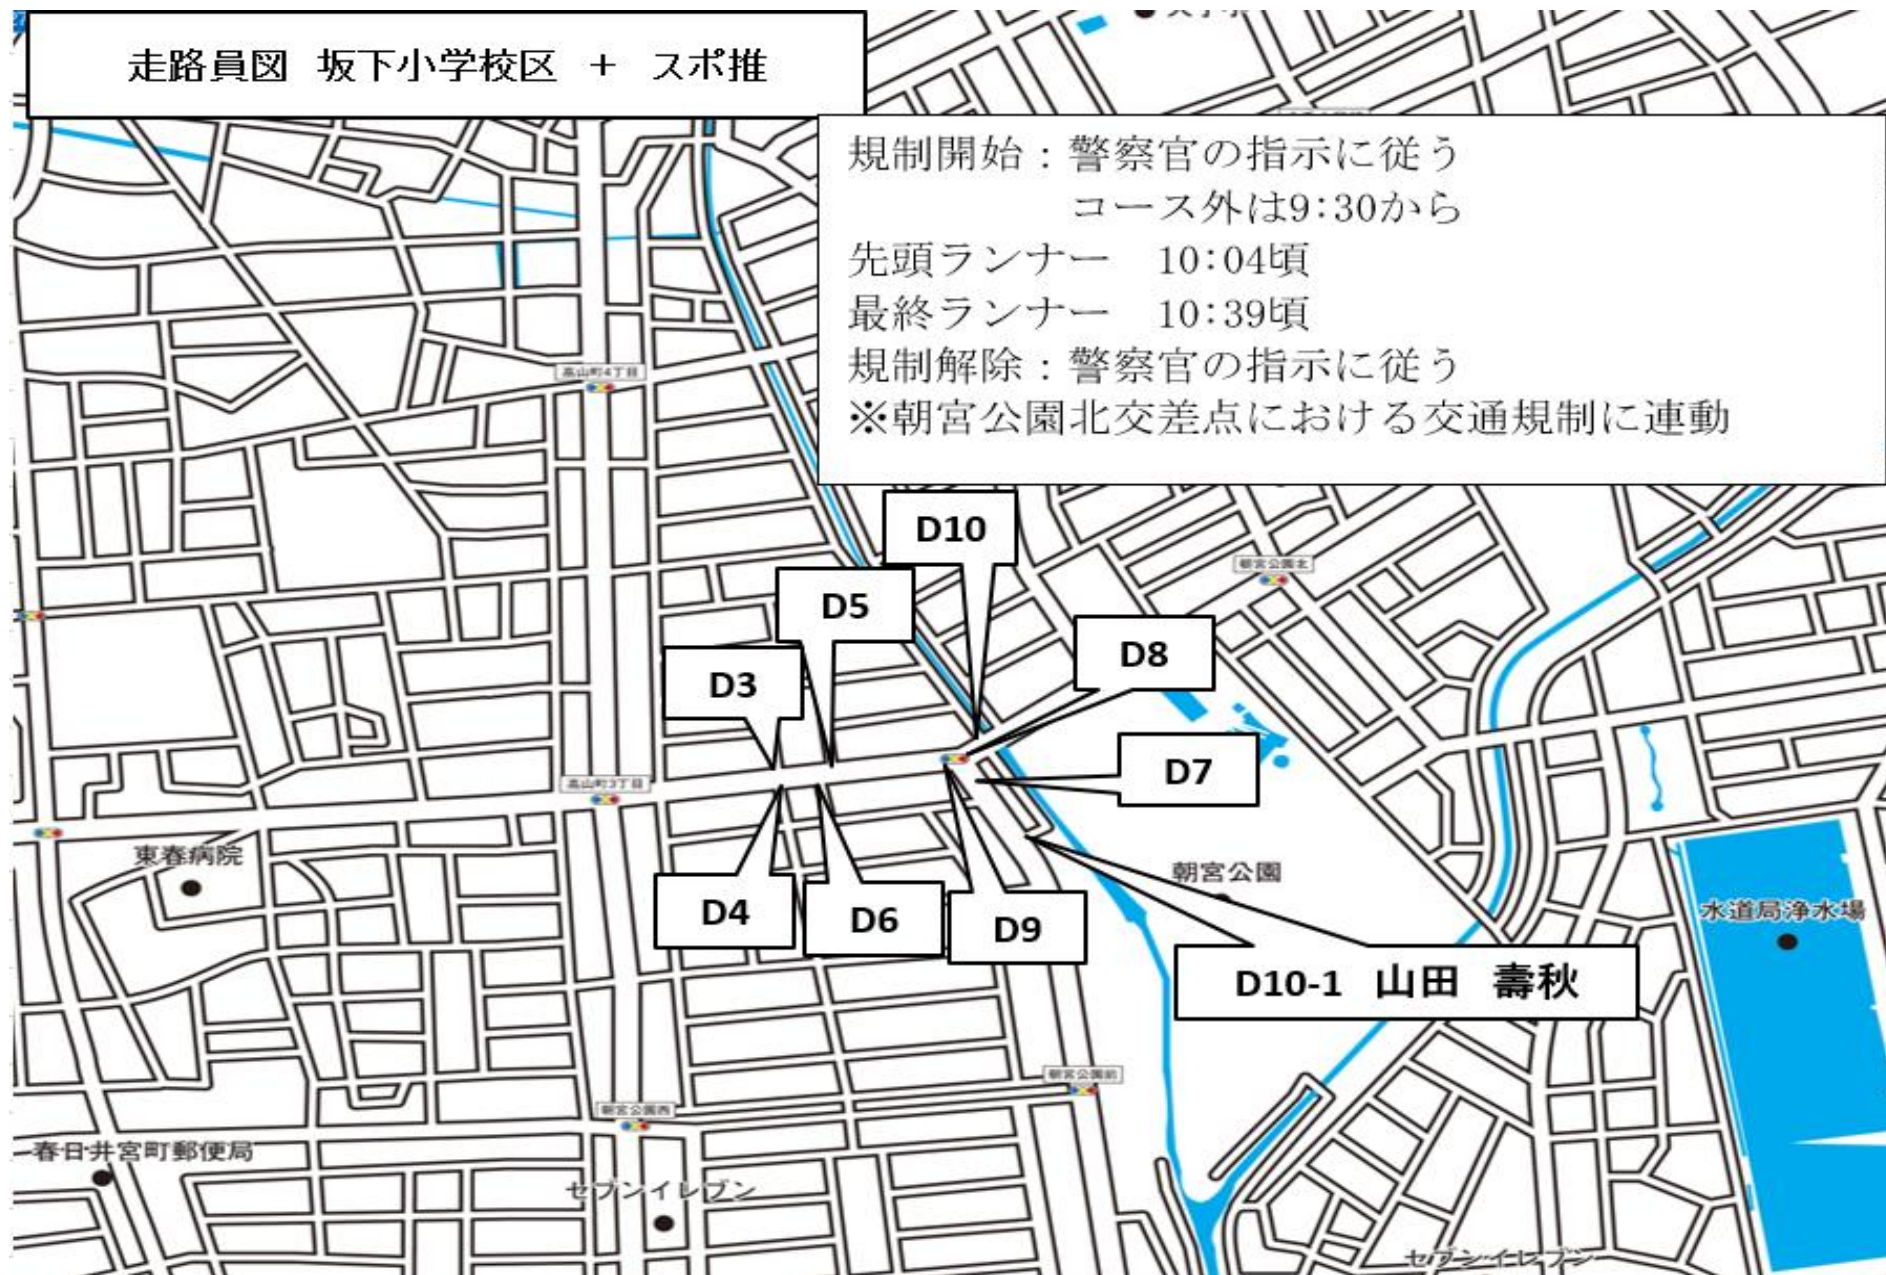 走路員図 坂下小学校区 + スポ推
規制開始：警察官の指示に従う
コース外は9:30から
先頭ランナー　10:04頃
最終ランナー　10:39頃
規制解除：警察官の指示に従う
※朝宮公園北交差点における交通規制に連動
高山町4丁目
D10
朝宮公園北
D5
D8
D3
D7
高山町3丁目
東春病院
朝宮公園
D4
D6
D9
水道局浄水場
D10-1 山田 壽秋
朝宮公園前
朝宮公園西
春日井宮町郵便局
セブンイレブン
セブンイレブン